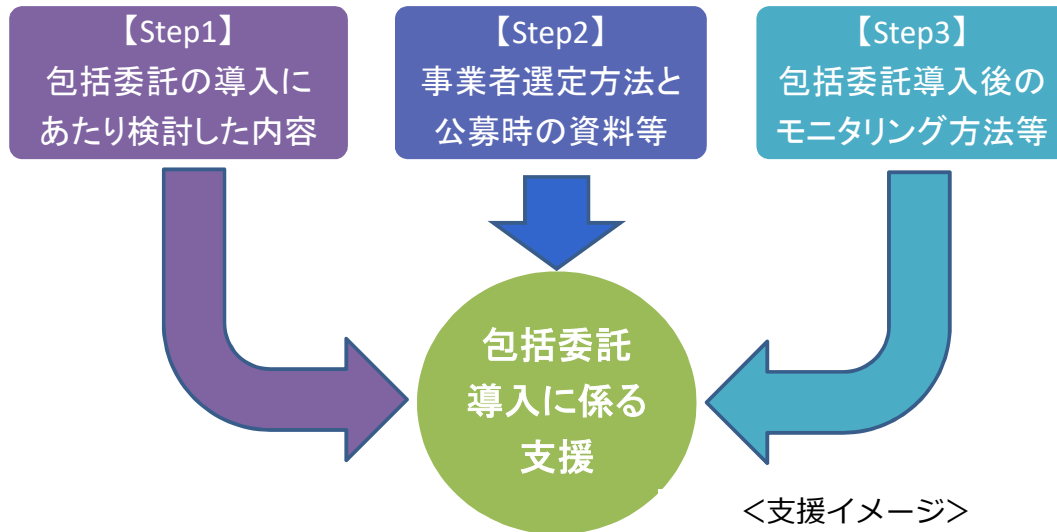 【Step1】
包括委託の導入に
あたり検討した内容
【Step2】
事業者選定方法と
公募時の資料等
【Step3】
包括委託導入後の
モニタリング方法等
包括委託
導入に係る
支援
＜支援イメージ＞